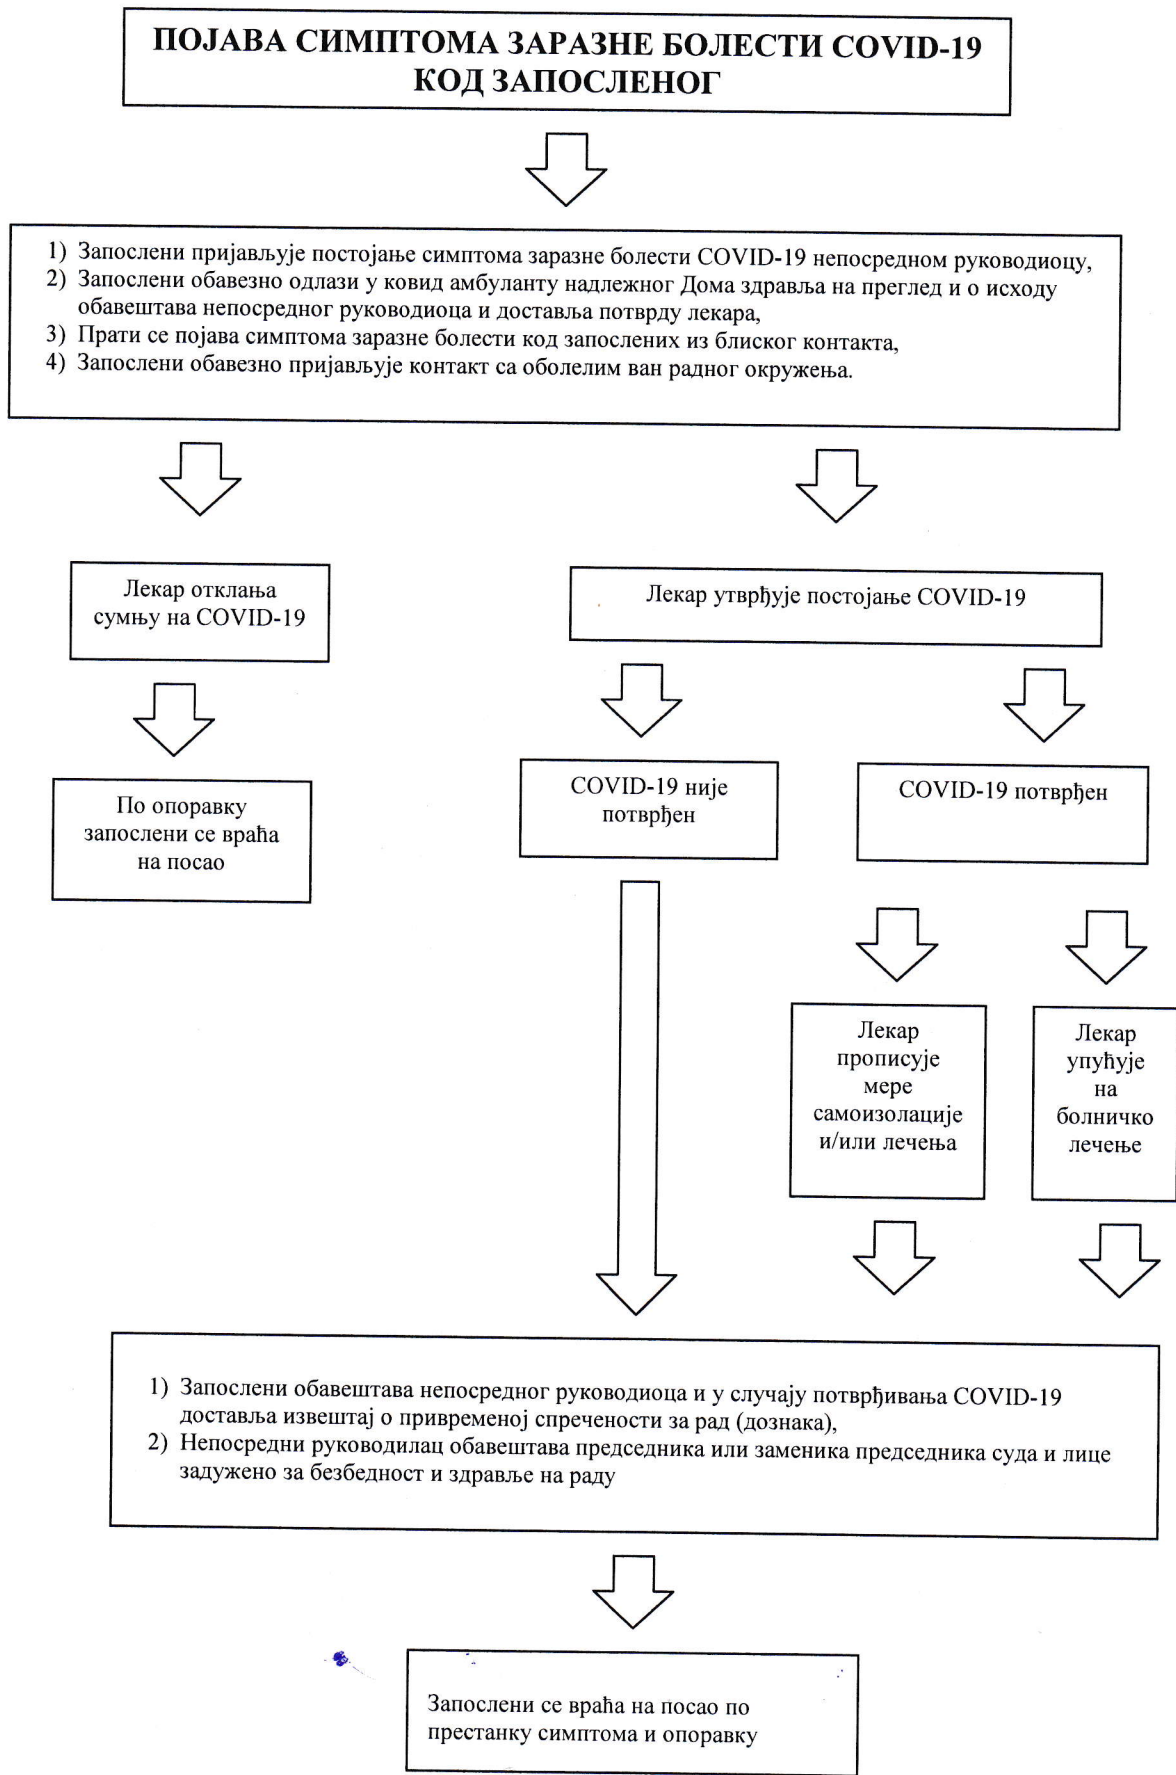 ПОЈАВА СИМПТОМА ЗАРАЗНЕ БОЛЕСТИ COVID-19
КОД ЗАПОСЛЕНОГ
1) Запослени пријављује постојање симптома заразне болести COVID-19 непосредном руководиоцу,
2) Запослени обавезно одлази у ковид амбуланту надлежног Дома здравља на преглед и о исходу
обавештава непосредног руководиоца и доставља потврду лекара,
3) Прати се појава симптома заразне болести код запослених из блиског контакта,
4) Запослени обавезно пријављује контакт са оболелим ван радног окружења.
Лекар отклања
сумњу на COVID-19
Лекар утврђује постојање COVID-19
По опоравку
запослени се враћа
на посао
COVID-19 није
потврђен
COVID-19 потврђен
Лекар
прописује
мере
самоизолације
и/или лечења
Лекар
упућује
на
болничко
лечење
1) Запослени обавештава непосредног руководиоца и у случају потврђивања COVID-19
доставља извештај о привременој спречености за рад (дознака),
2) Непосредни руководилац обавештава председника или заменика председника суда и лице
задужено за безбедност и здравље на раду
Запослени се враћа на посао по
престанку симптома и опоравку